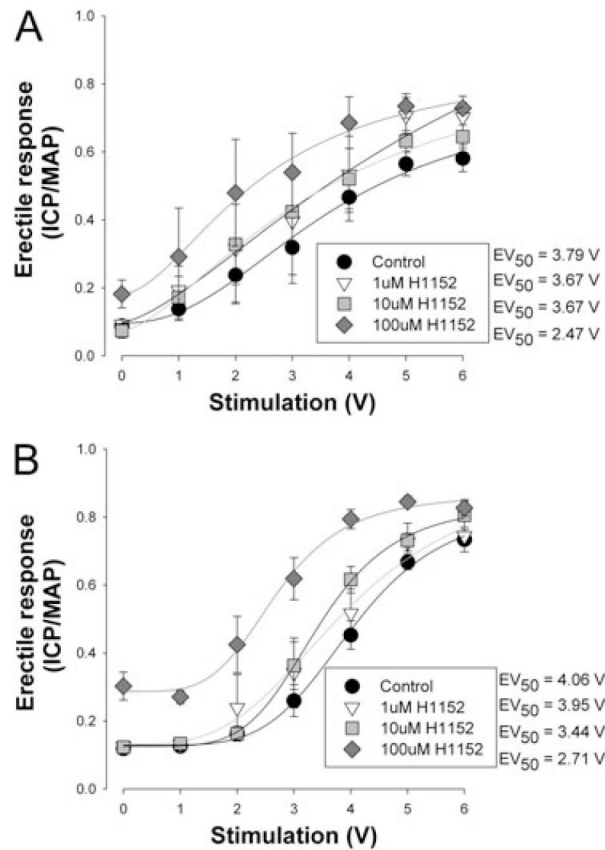 A
Erectile response
(ICP/MAP)
1.0
0.8
0.6
0.4
0.2
0.0
0 1 2 3 4 5 6
Stimulation (V)
Control
1uM H1152
10uM H1152
100uM H1152
EV50 = 3.79 V
EV50 = 3.67 V
EV50 = 3.67 V
EV50 = 2.47 V
B
Erectile response
(ICP/MAP)
1.0
0.8
0.6
0.4
0.2
0.0
0 1 2 3 4 5 6
Stimulation (V)
Control
1uM H1152
10uM H1152
100uM H1152
EV50 = 4.06 V
EV50 = 3.95 V
EV50 = 3.44 V
EV50 = 2.71 V